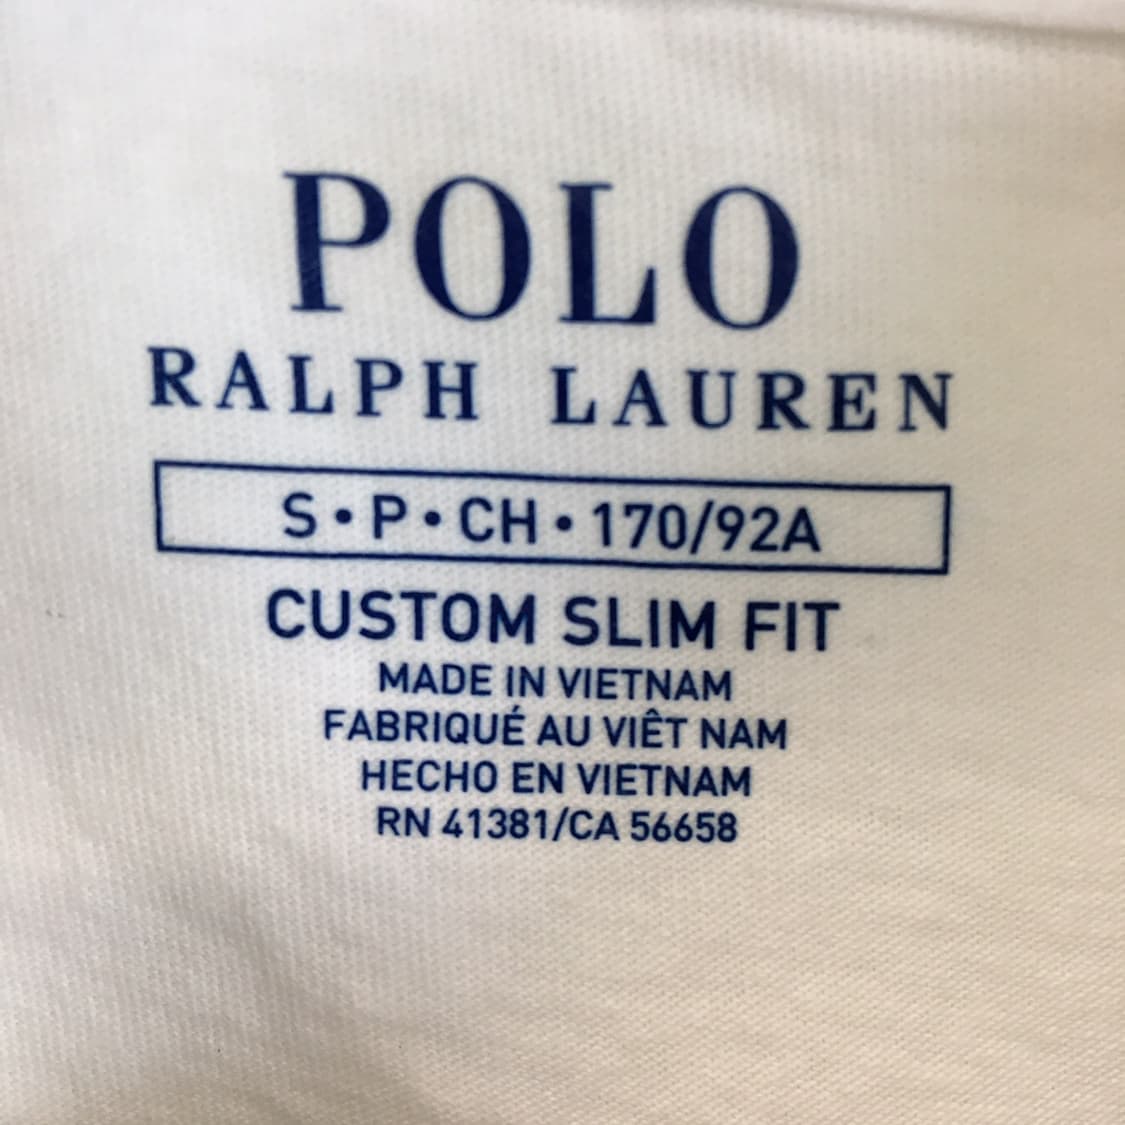 POLO
RALPH LAUREN
S • P • CH • 170/92A
CUSTOM SLIM FIT
MADE IN VIETNAM
FABRIQUÉ AU VIÊT NAM
HECHO EN VIETNAM
RN 41381/CA 56658